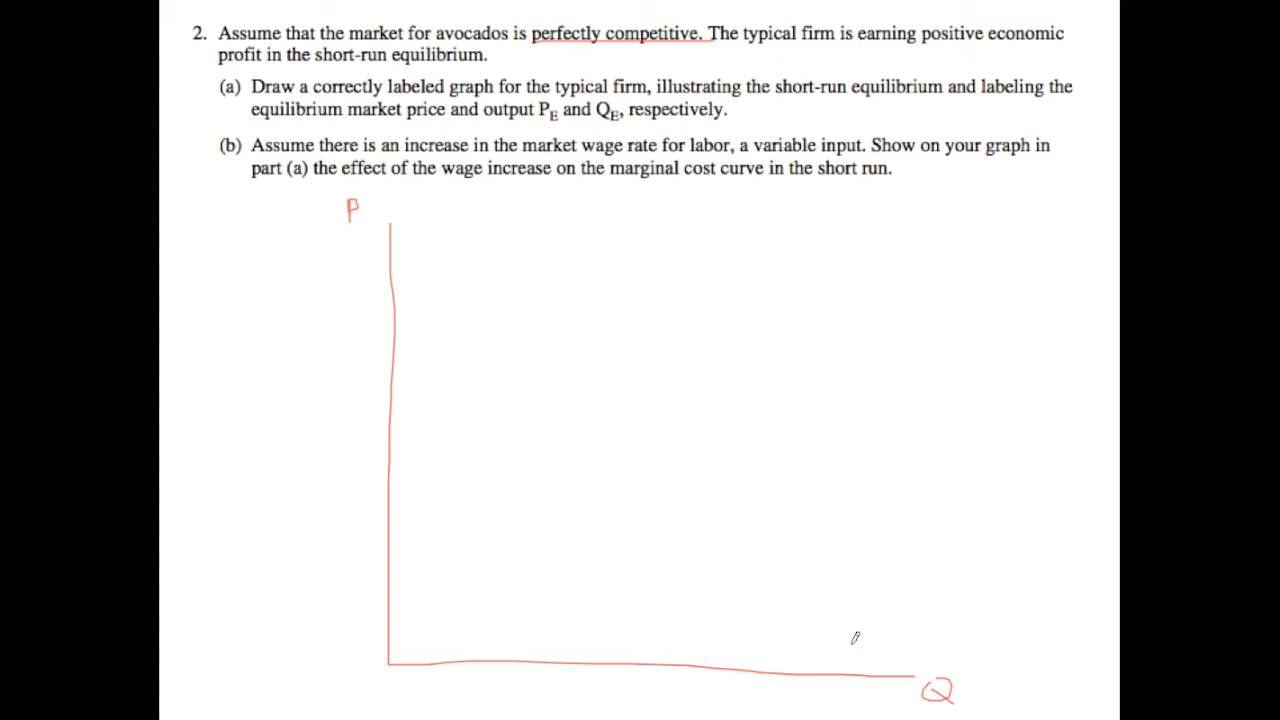 2. Assume that the market for avocados is perfectly competitive. The typical firm is earning positive economic
profit in the short-run equilibrium.
(a) Draw a correctly labeled graph for the typical firm, illustrating the short-run equilibrium and labeling the
equilibrium market price and output PE and QE, respectively.
(b) Assume there is an increase in the market wage rate for labor, a variable input. Show on your graph in
part (a) the effect of the wage increase on the marginal cost curve in the short run.
P
Q